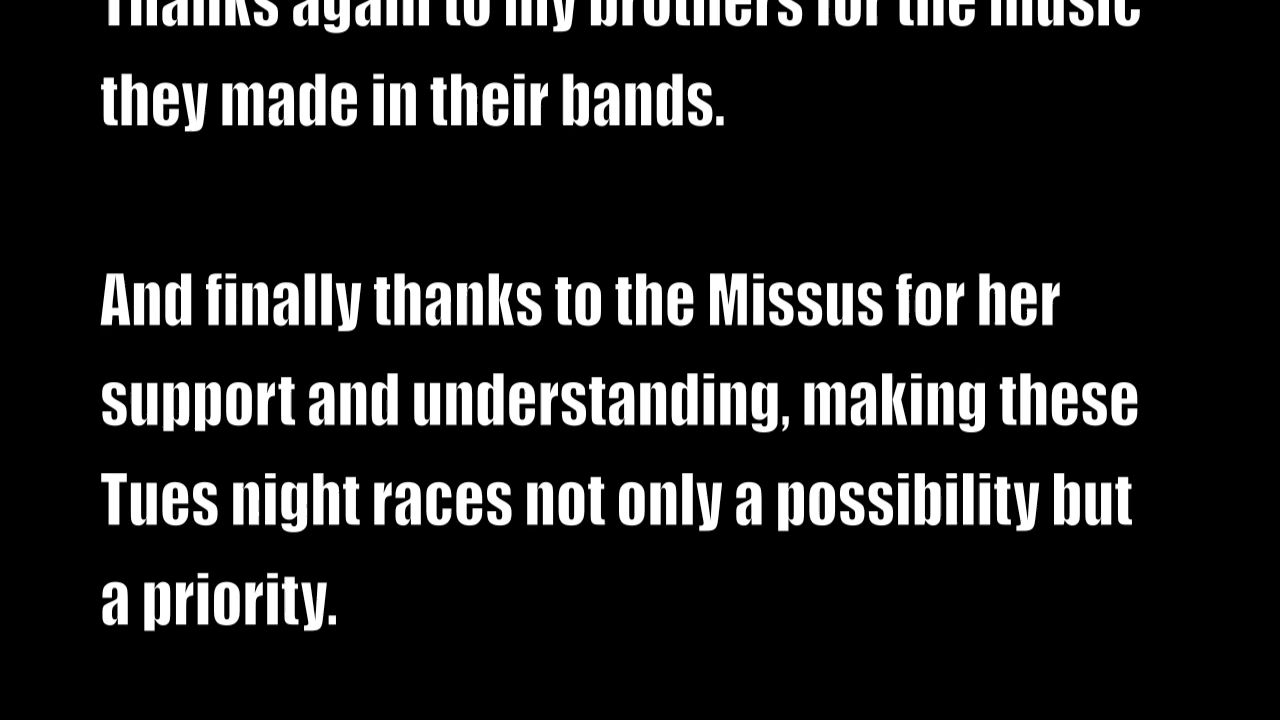 Thanks again to my brothers for the music
they made in their bands.
And finally thanks to the Missus for her
support and understanding, making these
Tues night races not only a possibility but
a priority.